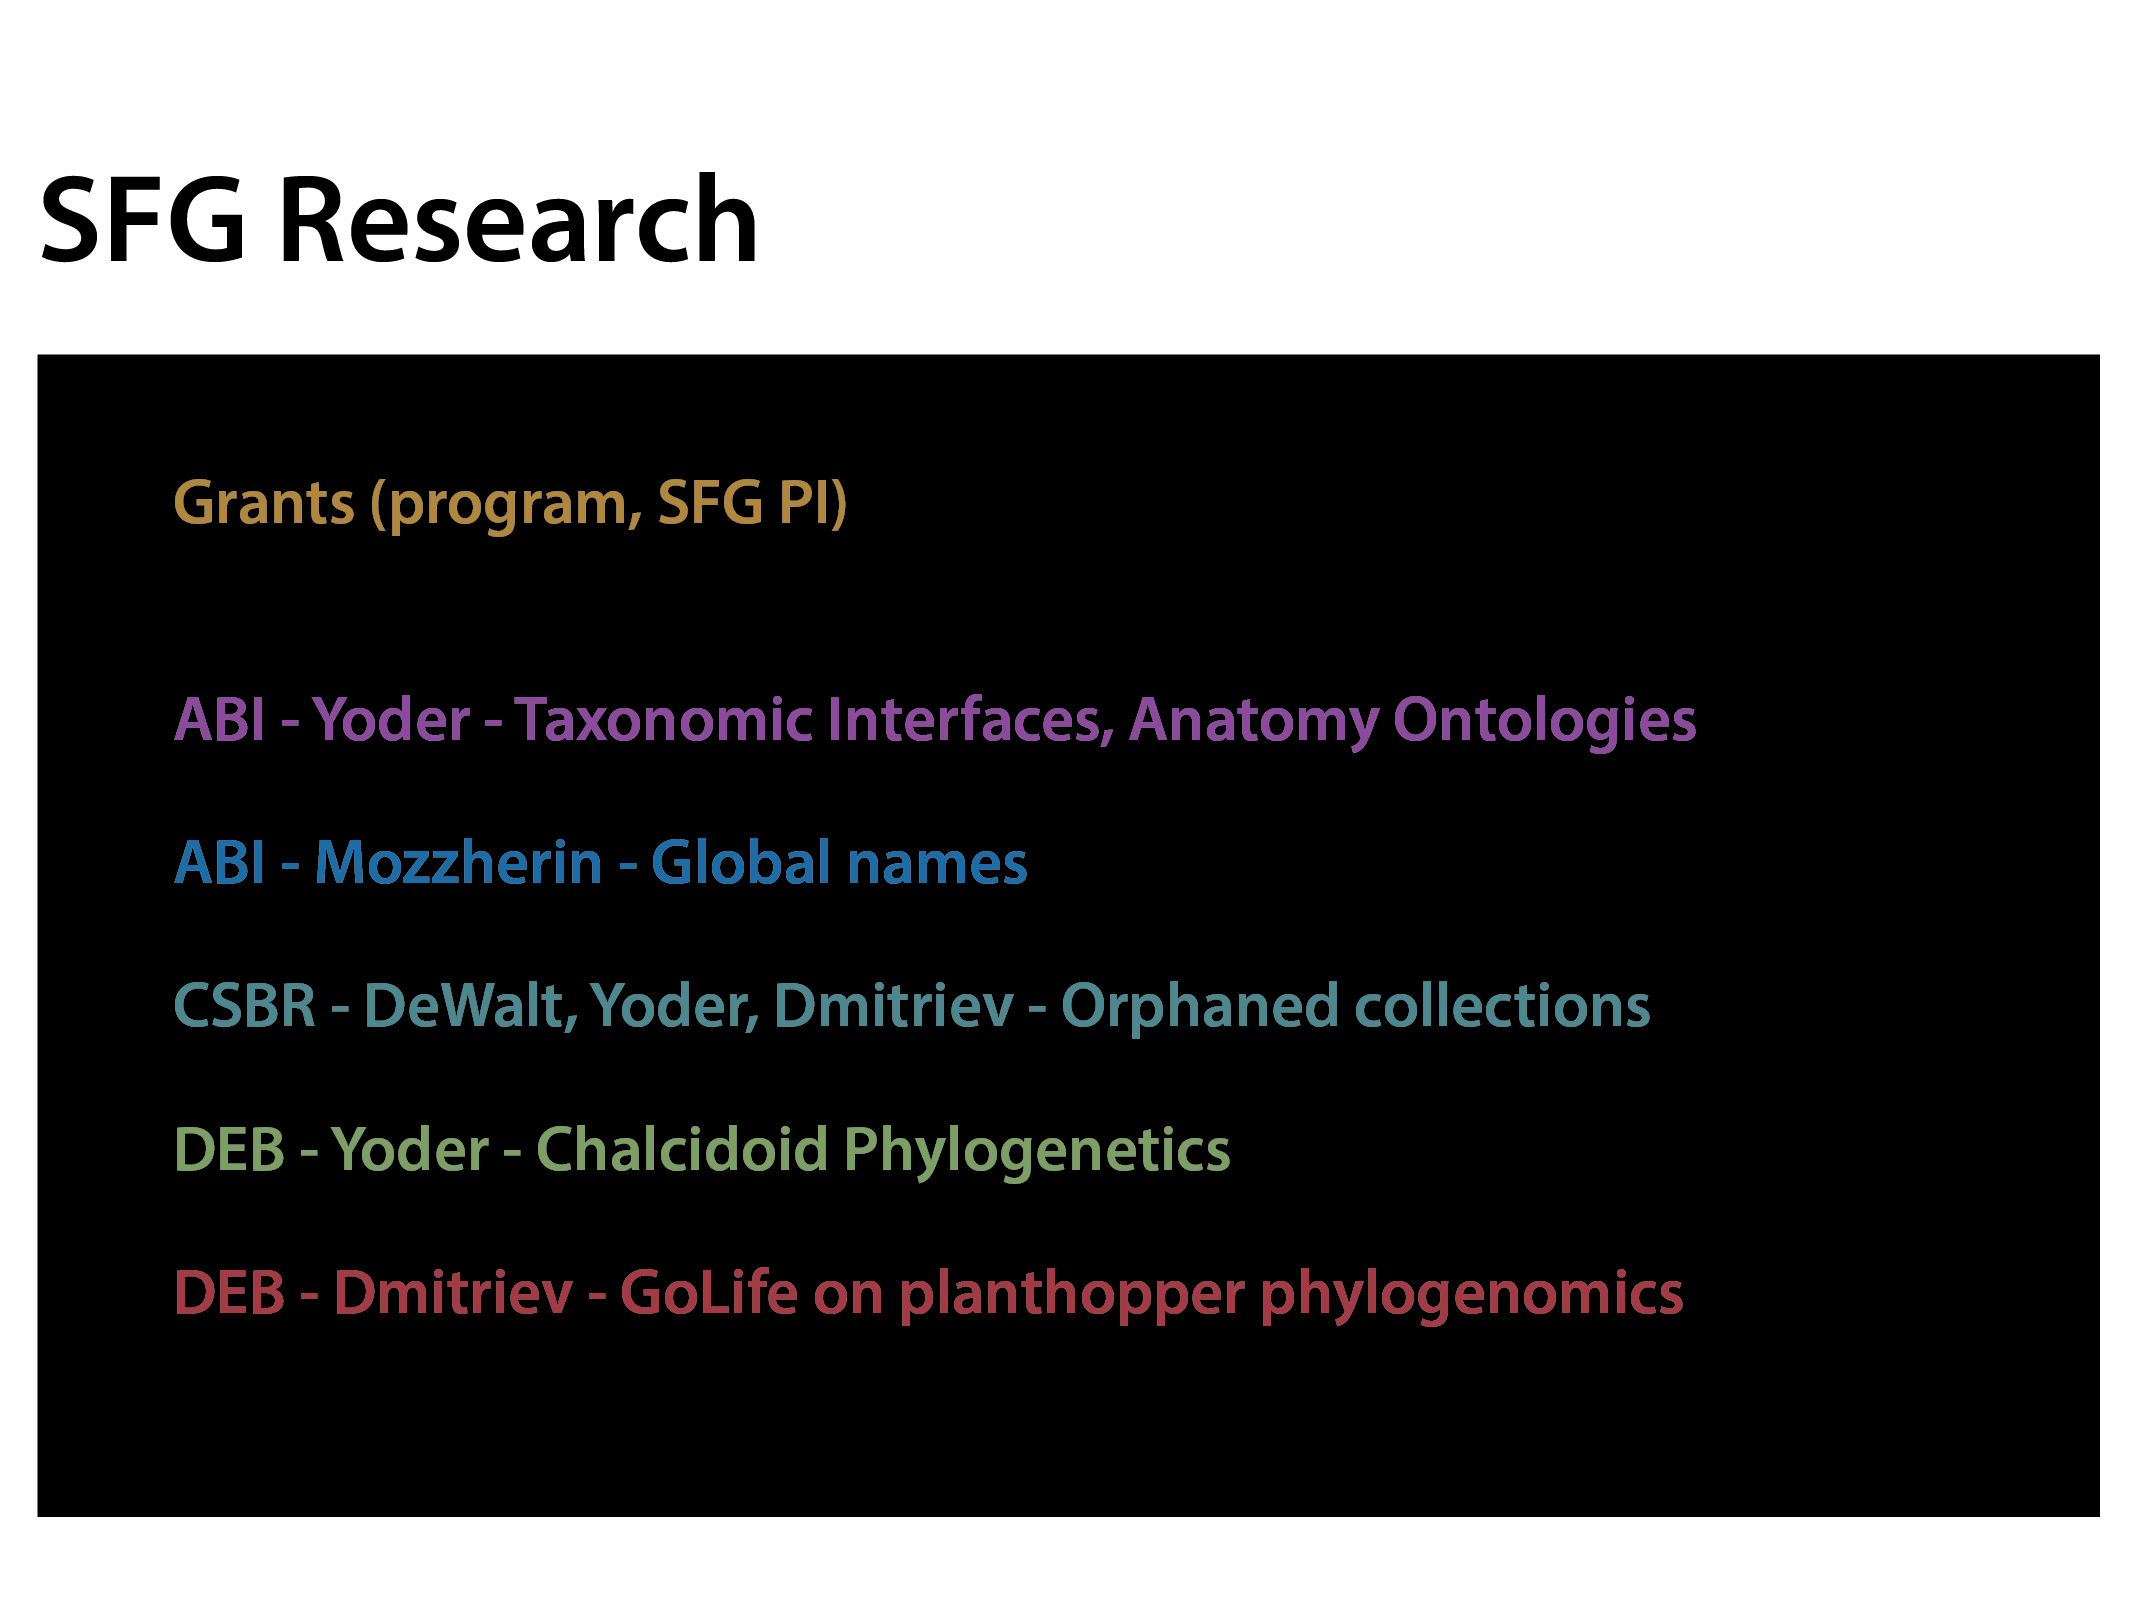 SFG Research
Grants (program, SFG PI)
ABI - Yoder - Taxonomic Interfaces, Anatomy Ontologies
ABI - Mozzherin - Global names
CSBR - DeWalt, Yoder, Dmitriev - Orphaned collections
DEB - Yoder - Chalcidoid Phylogenetics
DEB - Dmitriev - GoLife on planthopper phylogenomics